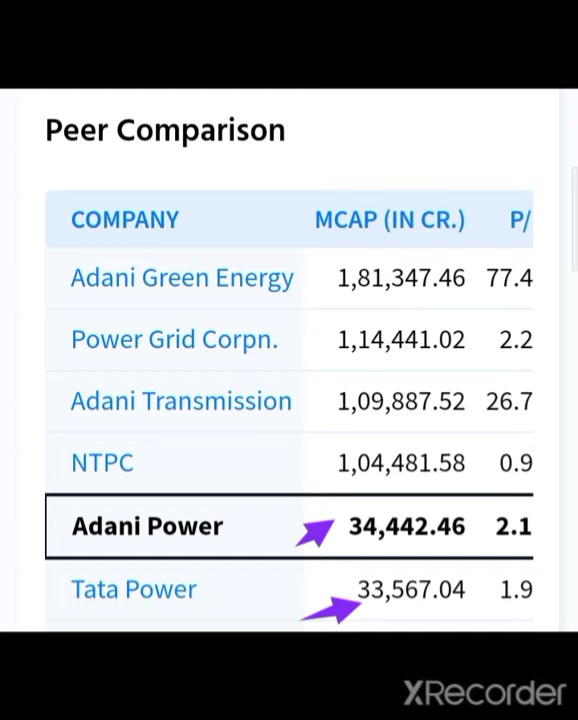 Peer Comparison
COMPANY MCAP (IN CR.) P/
Adani Green Energy 1,81,347.46 77.4
Power Grid Corpn. 1,14,441.02 2.2
Adani Transmission 1,09,887.52 26.7
NTPC 1,04,481.58 0.9
Adani Power 34,442.46 2.1
Tata Power 33,567.04 1.9
XRecorder